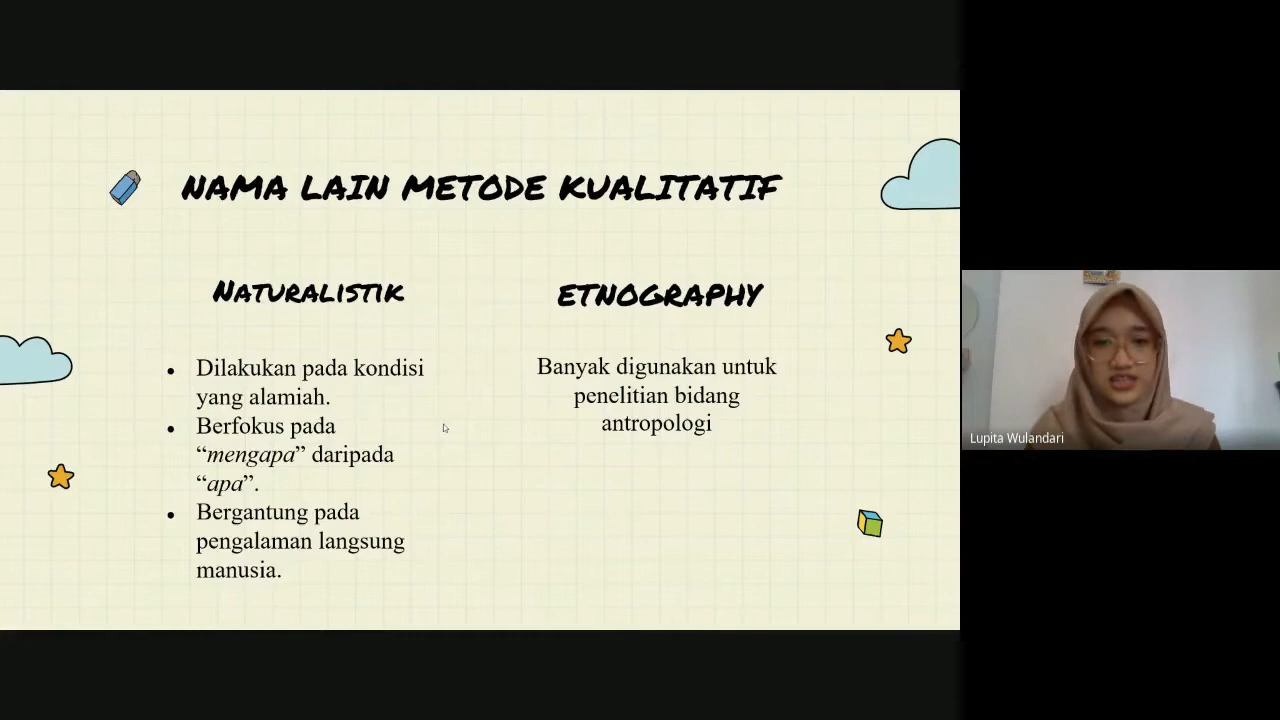 NAMA LAIN METODE KUALITATIF
NATURALISTIK
Dilakukan pada kondisi
yang alamiah.
Berfokus pada
“mengapa” daripada
“apa”.
Bergantung pada
pengalaman langsung
manusia.
ETNOGRAPHY
Banyak digunakan untuk
penelitian bidang
antropologi
Lupita Wulandari